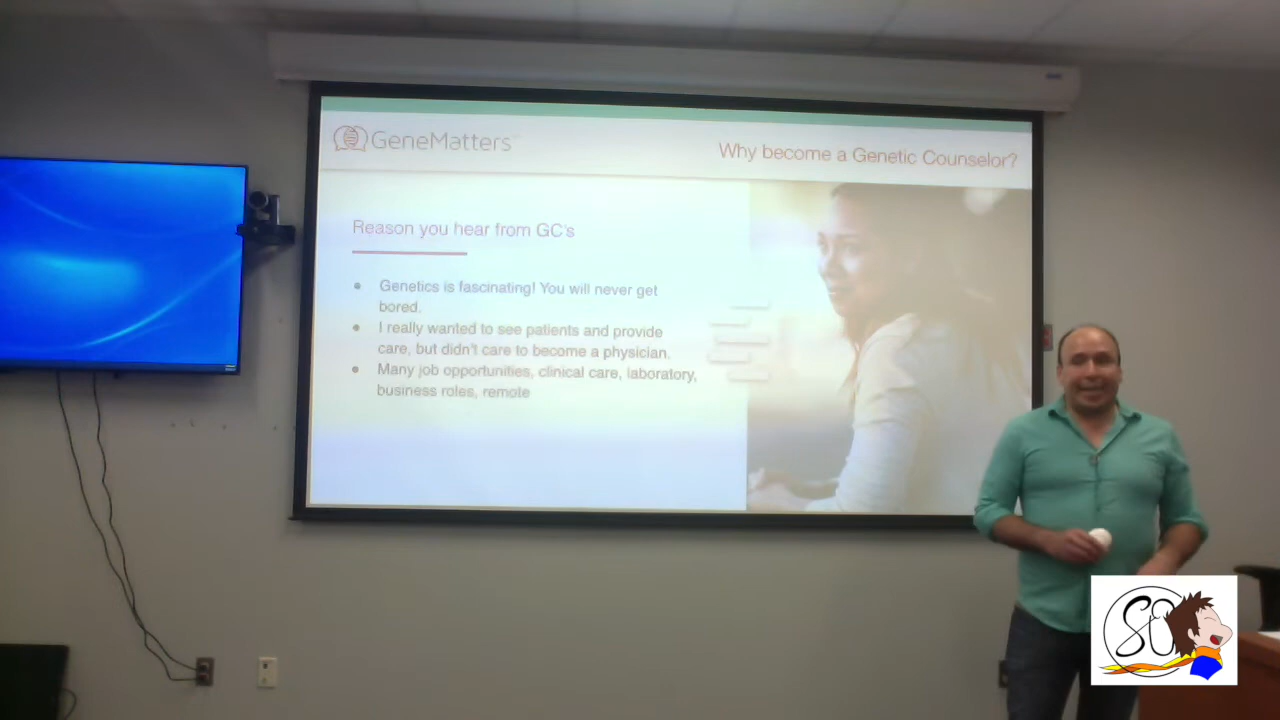 GeneMatters
Why become a Genetic Counselor?
Reason you hear from GC's
• Genetics is fascinating! You will never get
bored.
• I really wanted to see patients and provide
care, but didn't care to become a physician.
• Many job opportunities, clinical care, laboratory,
business roles, remote